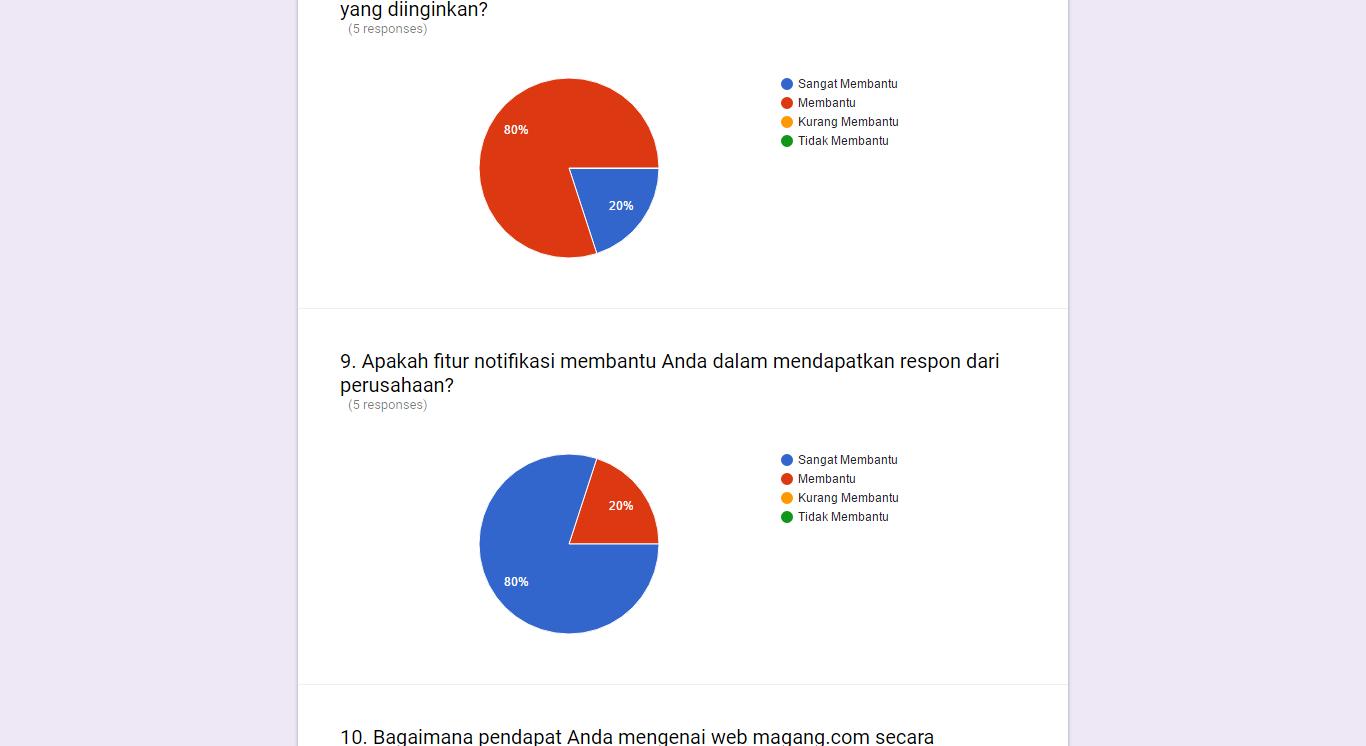 yang diinginkan?
(5 responses)
Sangat Membantu
Membantu
Kurang Membantu
Tidak Membantu
80%
20%
9. Apakah fitur notifikasi membantu Anda dalam mendapatkan respon dari
perusahaan?
(5 responses)
Sangat Membantu
Membantu
Kurang Membantu
Tidak Membantu
20%
80%
10. Bagaimana pendapat Anda mengenai web magang.com secara